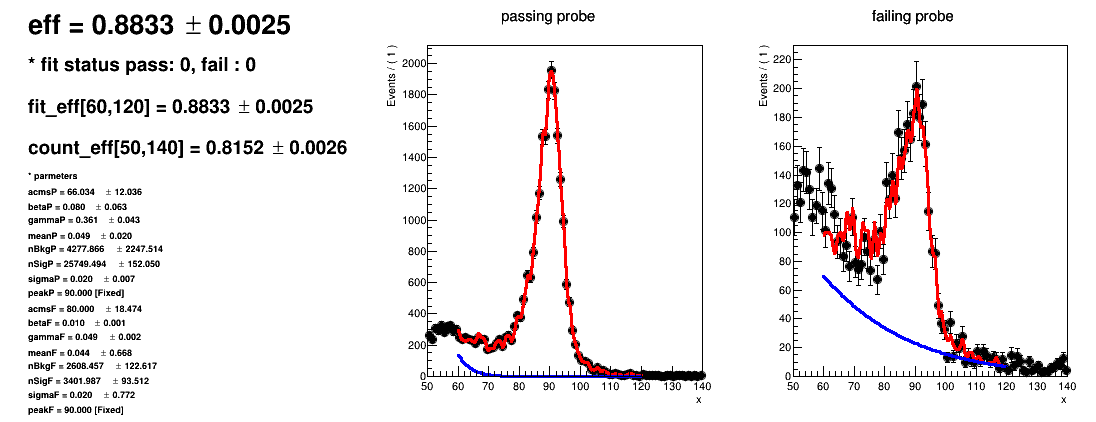 eff = 0.8833 ± 0.0025
* fit status pass: 0, fail : 0
fit_eff[60,120] = 0.8833 ± 0.0025
count_eff[50,140] = 0.8152 ± 0.0026
* parmeters
acmsP = 66.034 ± 12.036
betaP = 0.080 ± 0.063
gammaP = 0.361 ± 0.043
meanP = 0.049 ± 0.020
nBkgP = 4277.866 ± 2247.514
nSigP = 25749.494 ± 152.050
sigmaP = 0.020 ± 0.007
peakP = 90.000 [Fixed]
acmsF = 80.000 ± 18.474
betaF = 0.010 ± 0.001
gammaF = 0.049 ± 0.002
meanF = 0.044 ± 0.668
nBkgF = 2608.457 ± 122.617
nSigF = 3401.987 ± 93.512
sigmaF = 0.020 ± 0.772
peakF = 90.000 [Fixed]
passing probe
Events / ( 1 )
2000
1800
1600
1400
1200
1000
800
600
400
200
0
50 60 70 80 90 100 110 120 130 140
x
failing probe
Events / ( 1 )
220
200
180
160
140
120
100
80
60
40
20
0
50 60 70 80 90 100 110 120 130 140
x